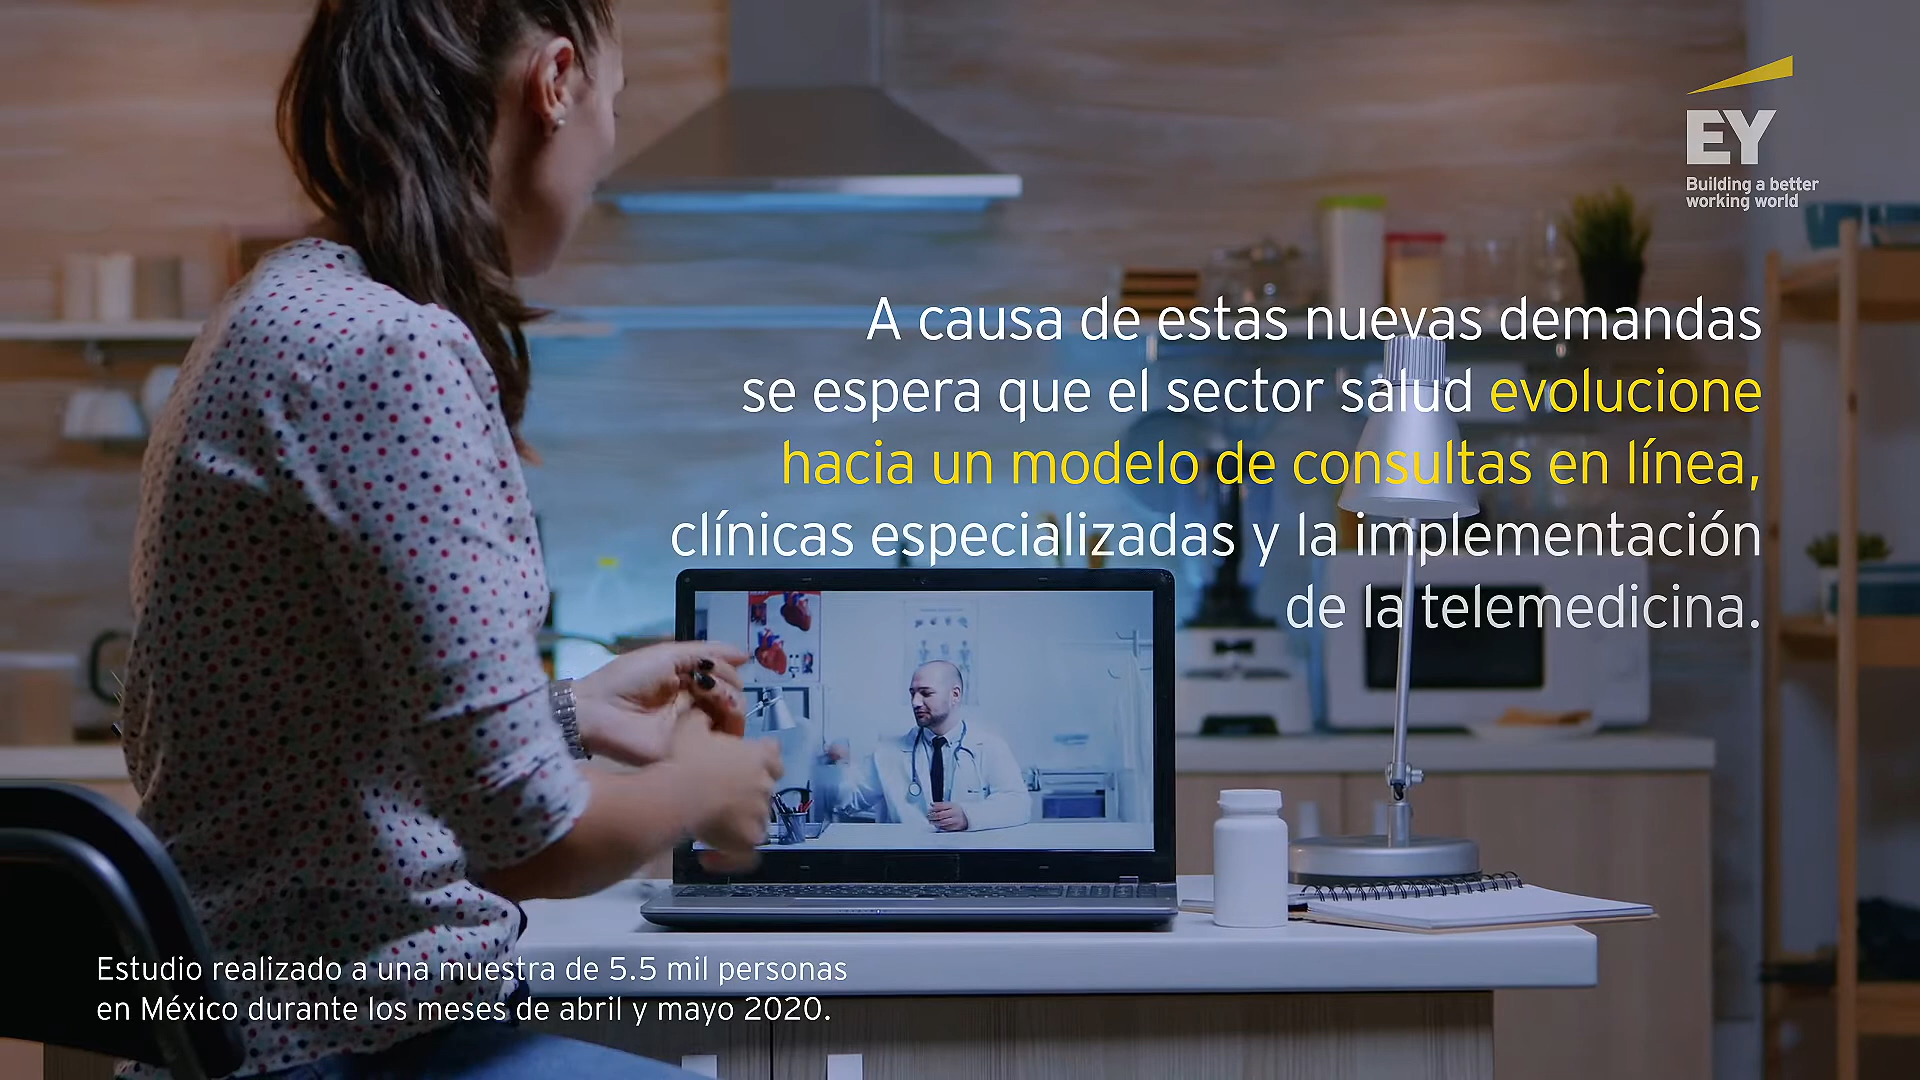 EY
Building a better
working world
A causa de estas nuevas demandas
se espera que el sector salud evolucione
hacia un modelo de consultas en línea,
clínicas especializadas y la implementación
de la telemedicina.
Estudio realizado a una muestra de 5.5 mil personas
en México durante los meses de abril y mayo 2020.